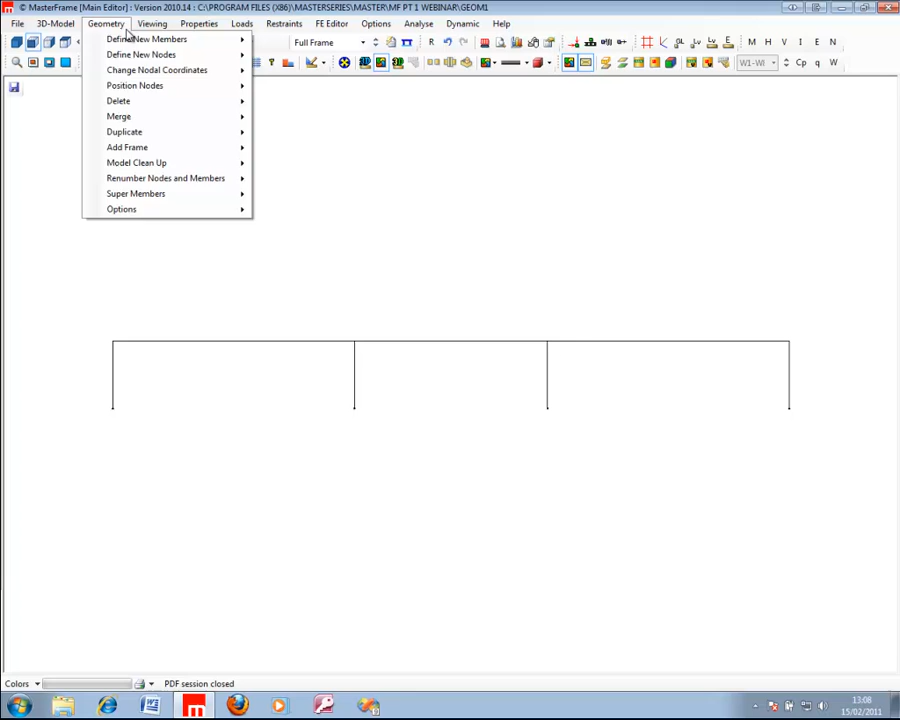 © MasterFrame [Main Editor] : Version 2010.14 : C:\PROGRAM FILES (X86)\MASTERSERIES\MASTER\MF PT 1 WEBINAR\GEOM1
File 3D-Model Geometry Viewing Properties Loads Restraints FE Editor Options Analyse Dynamic Help
Full Frame R M H V I E N
W1-WI Cp q W
Define New Members
Define New Nodes
Change Nodal Coordinates
Position Nodes
Delete
Merge
Duplicate
Add Frame
Model Clean Up
Renumber Nodes and Members
Super Members
Options
Colors PDF session closed
13:08
15/02/2011